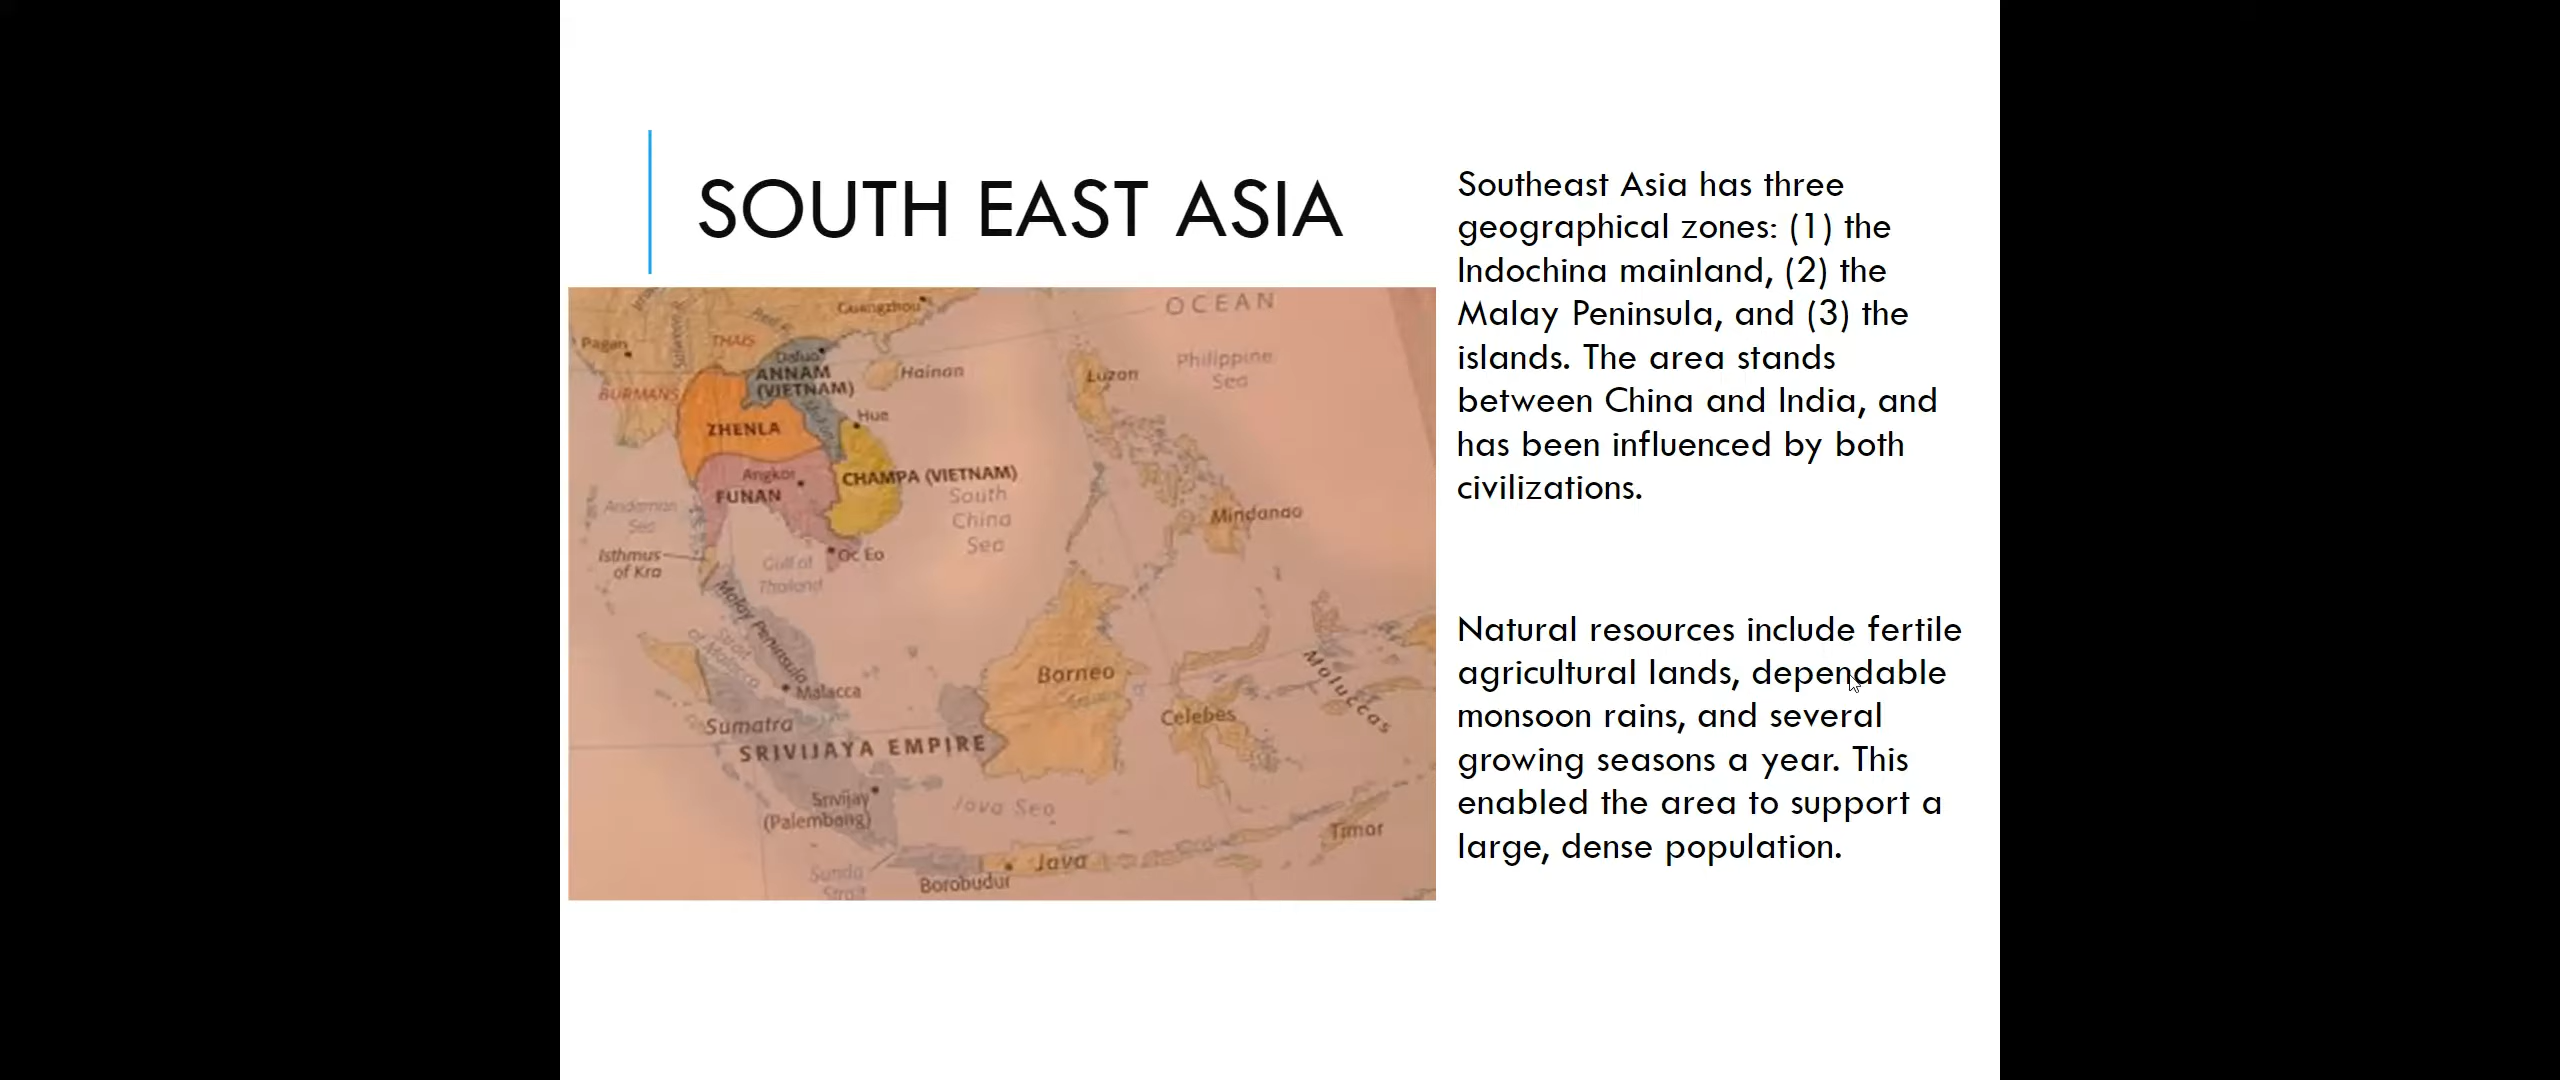 SOUTH EAST ASIA
Southeast Asia has three
geographical zones: (1) the
Indochina mainland, (2) the
Malay Peninsula, and (3) the
islands. The area stands
between China and India, and
has been influenced by both
civilizations.
Natural resources include fertile
agricultural lands, dependable
monsoon rains, and several
growing seasons a year. This
enabled the area to support a
large, dense population.
Guangzhou
OCEAN
Pagan
THAIS
Red R.
Philippine
Sea
ANNAM
(VIETNAM)
Hainan
Luzon
BURMANS
Hue
ZHENLA
CHAMPA (VIETNAM)
Angkor
FUNAN
South
China
Sea
Andaman
Sea
Mindanao
Isthmus
of Kra
Oc Eo
Gulf of
Thailand
Malay Peninsula
Strait
of Malacca
Malacca
Borneo
Moluccas
Celebes
Sumatra
SRIVIJAYA EMPIRE
Srivijay
(Palembang)
Java Sea
Timor
Java
Sunda
Strait
Borobudur